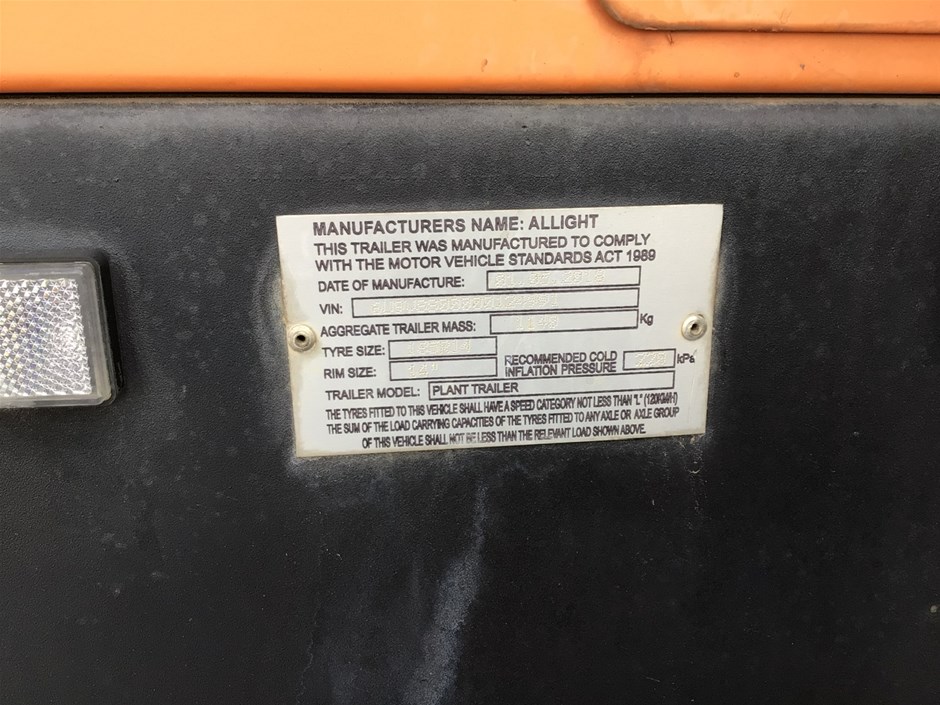 MANUFACTURERS NAME: ALLIGHT
THIS TRAILER WAS MANUFACTURED TO COMPLY
WITH THE MOTOR VEHICLE STANDARDS ACT 1989
DATE OF MANUFACTURE:
VIN:
AGGREGATE TRAILER MASS: Kg
TYRE SIZE:
RIM SIZE: 14"
RECOMMENDED COLD
INFLATION PRESSURE kPa
TRAILER MODEL: PLANT TRAILER
THE TYRES FITTED TO THIS VEHICLE SHALL HAVE A SPEED CATEGORY NOT LESS THAN "L" (120KM/H)
THE SUM OF THE LOAD CARRYING CAPACITIES OF THE TYRES FITTED TO ANY AXLE OR AXLE GROUP
OF THIS VEHICLE SHALL NOT BE LESS THAN THE RELEVANT LOAD SHOWN ABOVE.